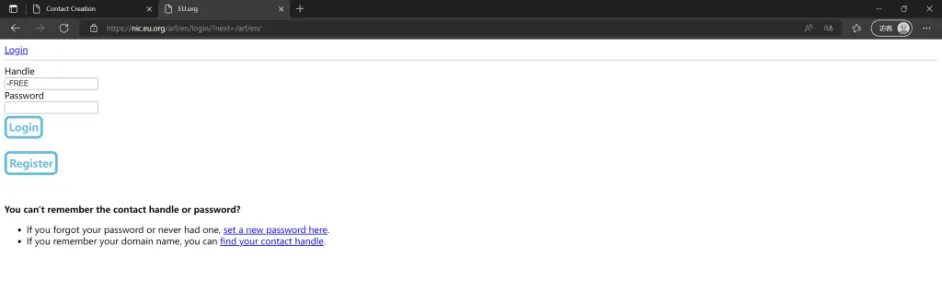 Contact Creation
EU.org
https://nic.eu.org/arf/en/login/?next=/arf/en/
访客
Login
Handle
-FREE
Password
Login
Register
You can't remember the contact handle or password?
• If you forgot your password or never had one, set a new password here.
• If you remember your domain name, you can find your contact handle.